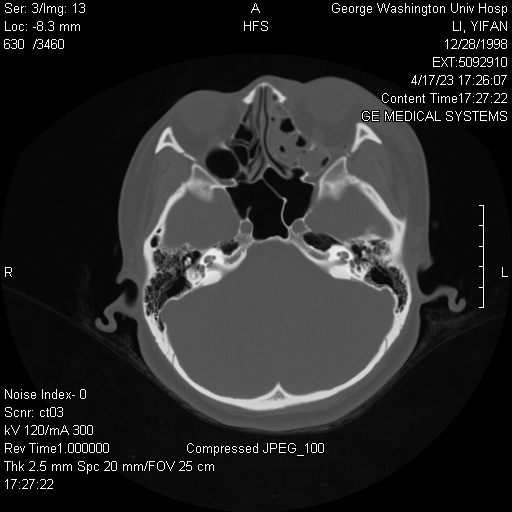 Ser: 3/Img: 13
Loc: -8.3 mm
630 /3460
A
HFS
George Washington Univ Hosp
LI, YIFAN
12/28/1998
EXT:5092910
4/17/23 17:26:07
Content Time17:27:22
GE MEDICAL SYSTEMS
R
L
Noise Index- 0
Scnr: ct03
kV 120/mA 300
Rev Time1.000000
Compressed JPEG_100
Thk 2.5 mm Spc 20 mm/FOV 25 cm
17:27:22